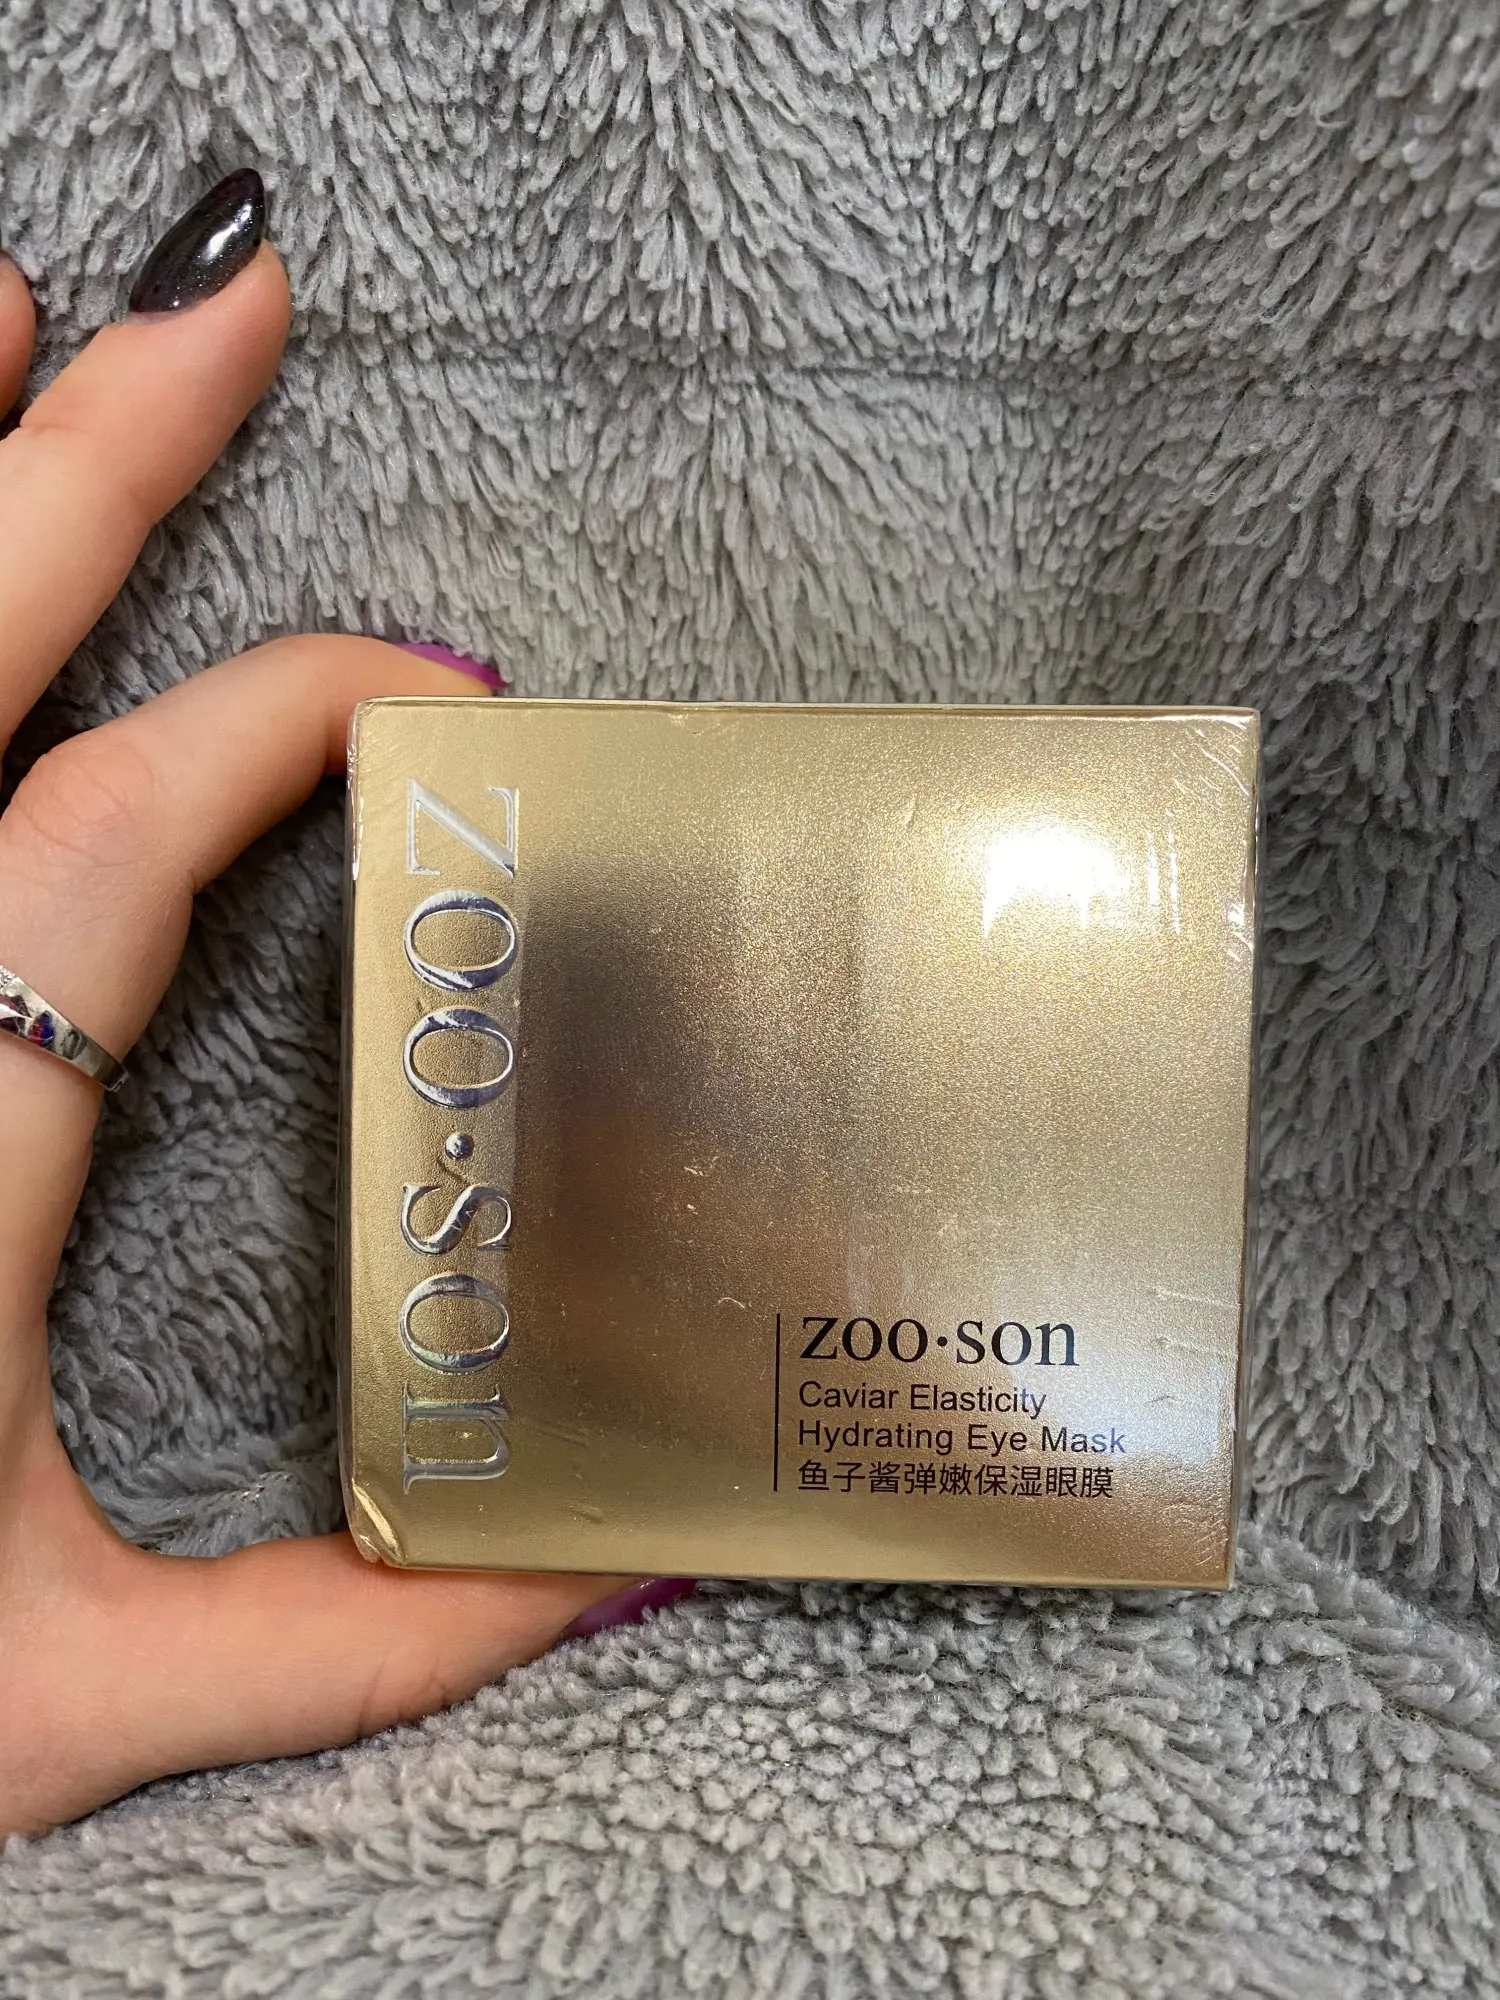 zoo·son
zoo·son
Caviar Elasticity
Hydrating Eye Mask
鱼子酱弹嫩保湿眼膜